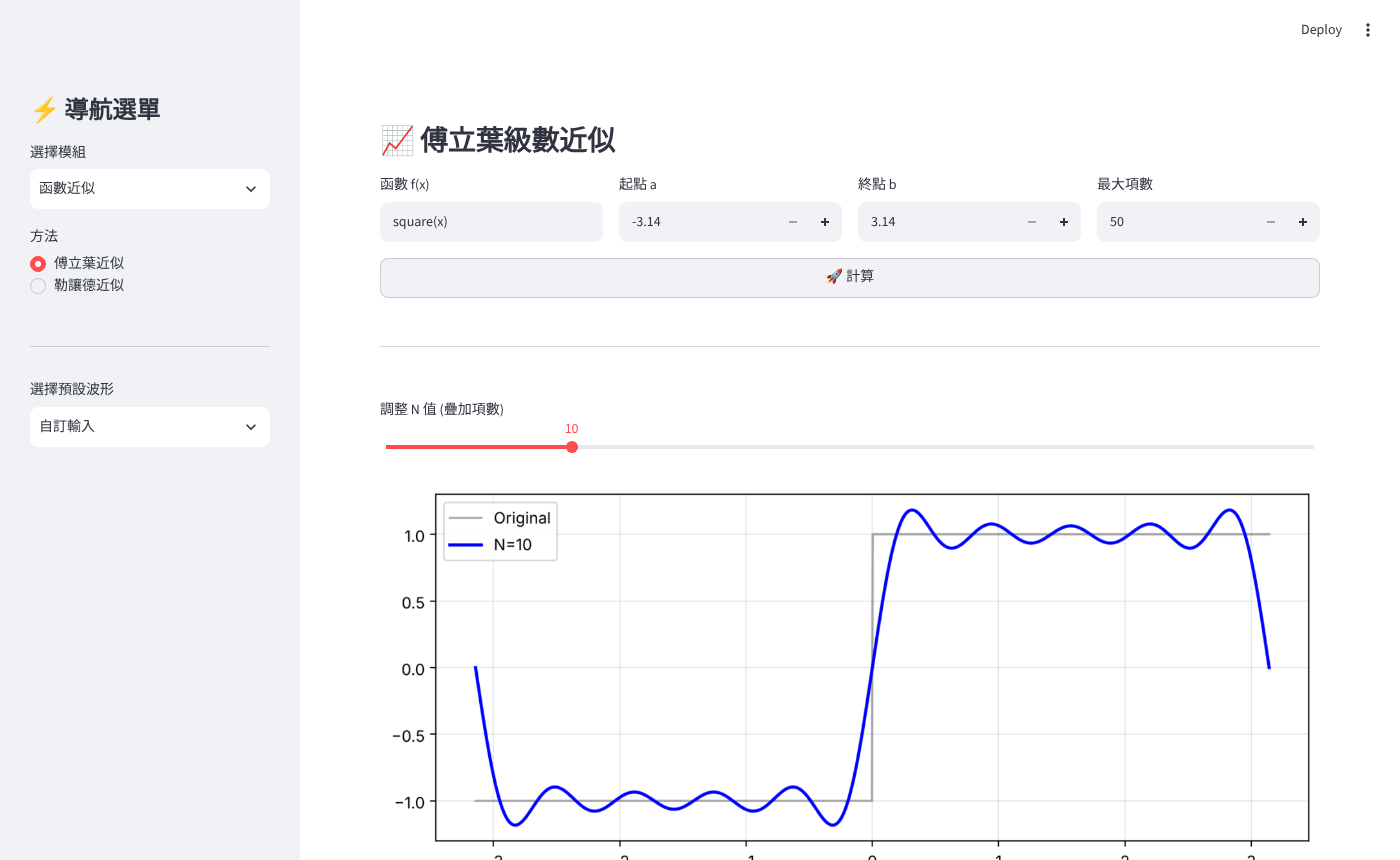 Deploy
⚡ 導航選單
選擇模組
函數近似
方法
傅立葉近似
勒讓德近似
選擇預設波形
自訂輸入
📈 傅立葉級數近似
函數 f(x)
起點 a
終點 b
最大項數
square(x)
-3.14
3.14
50
🚀 計算
調整 N 值 (疊加項數)
10
Original
N=10
1.0
0.5
0.0
−0.5
−1.0